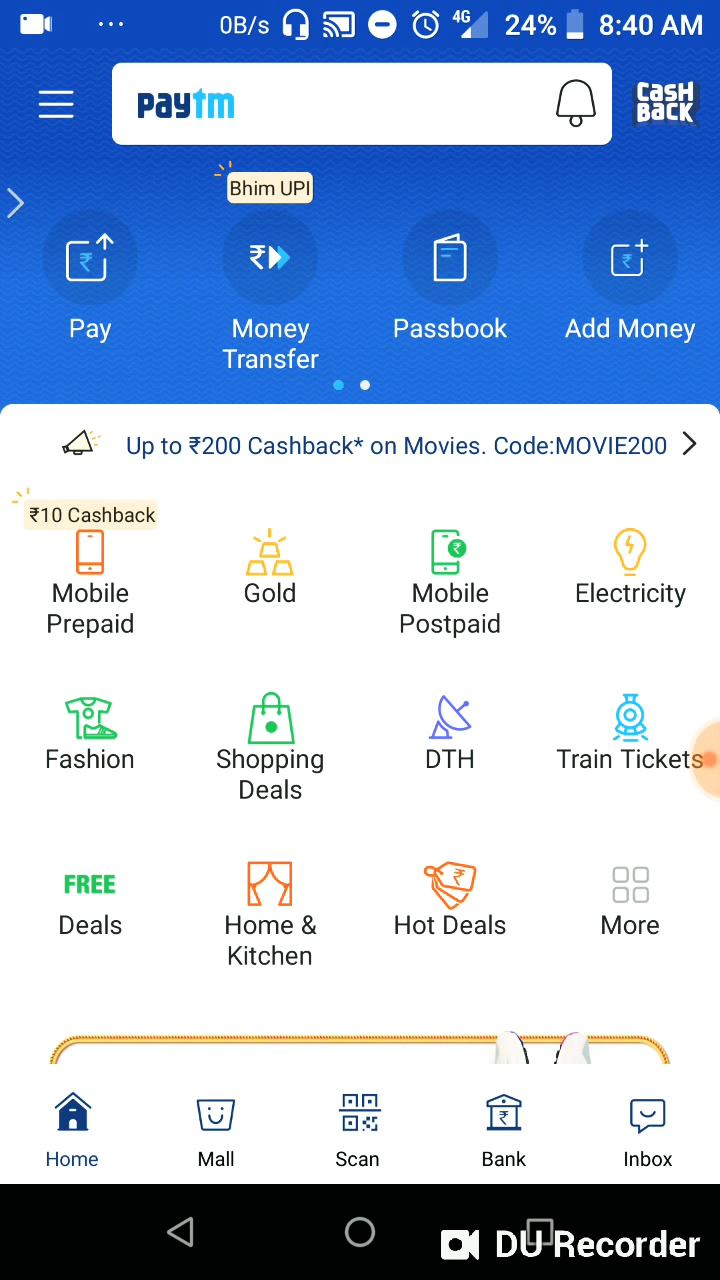 0B/s 4G 24% 8:40 AM
paytm
CASH
BACK
Bhim UPI
Pay
Money
Transfer
Passbook
Add Money
Up to ₹200 Cashback* on Movies. Code:MOVIE200
₹10 Cashback
Mobile
Prepaid
Gold
Mobile
Postpaid
Electricity
Fashion
Shopping
Deals
DTH
Train Tickets
FREE
Deals
Home &
Kitchen
Hot Deals
More
Home
Mall
Scan
Bank
Inbox
DU Recorder